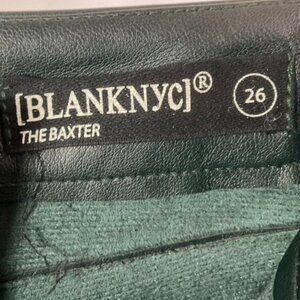 [BLANKNYC]®
26
THE BAXTER